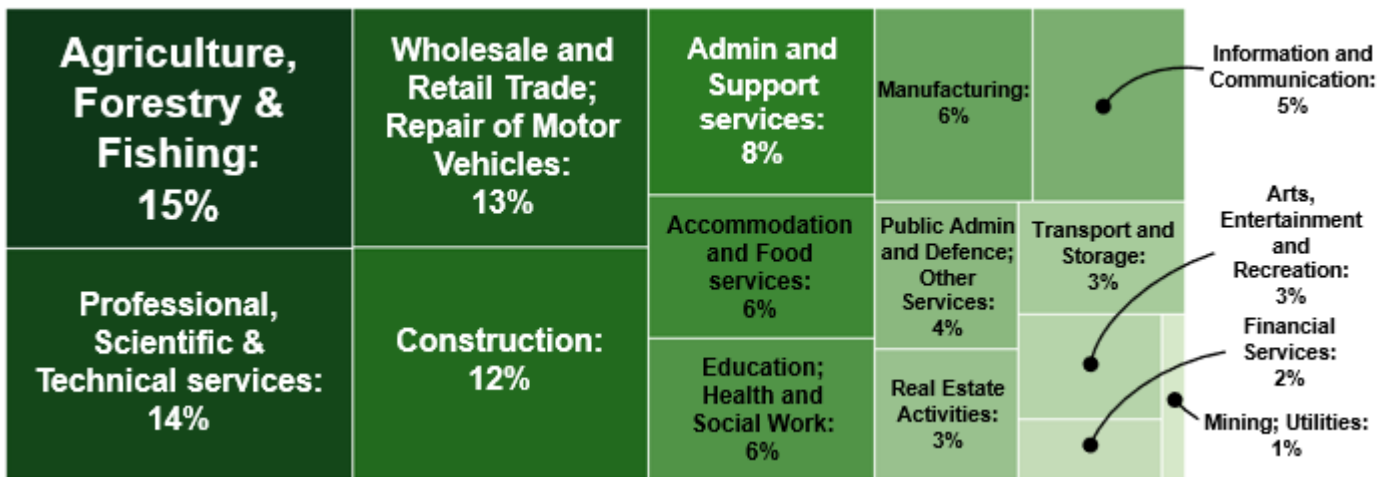 Agriculture,
Forestry &
Fishing:
15%
Professional,
Scientific &
Technical services:
14%
Wholesale and
Retail Trade;
Repair of Motor
Vehicles:
13%
Construction:
12%
Admin and
Support
services:
8%
Accommodation
and Food
services:
6%
Education;
Health and
Social Work:
6%
Manufacturing:
6%
Information and
Communication:
5%
Public Admin
and Defence;
Other
Services:
4%
Real Estate
Activities:
3%
Transport and
Storage:
3%
Arts,
Entertainment
and
Recreation:
3%
Financial
Services:
2%
Mining; Utilities:
1%